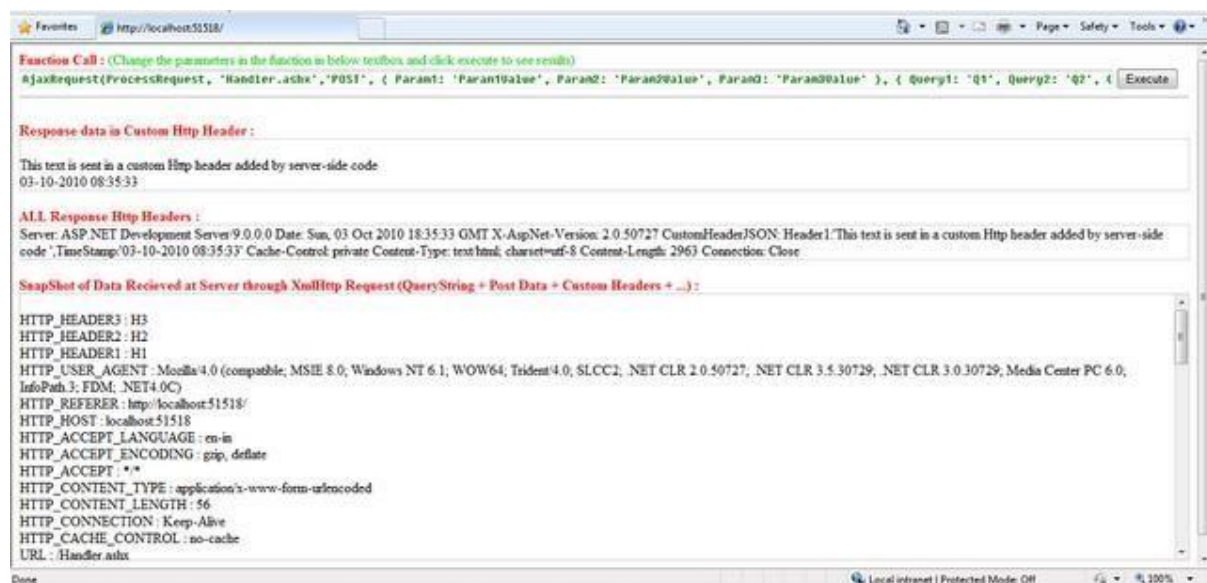 Favorites http://localhost:51518/ Page Safety Tools
Function Call : (Change the parameters in the function in below textbox and click execute to see results)
AjaxRequest(ProcessRequest, 'Handler.ashx','POST', { Param1: 'Param1Value', Param2: 'Param2Value', Param3: 'Param3Value' }, { Query1: 'Q1', Query2: 'Q2', { Execute
Response data in Custom Http Header :
This text is sent in a custom Http header added by server-side code
03-10-2010 08:35:33
ALL Response Http Headers :
Server: ASP.NET Development Server/9.0.0.0 Date: Sun, 03 Oct 2010 18:35:33 GMT X-AspNet-Version: 2.0.50727 CustomHeaderJSON: Header1:'This text is sent in a custom Http header added by server-side
code ',TimeStamp:'03-10-2010 08:35:33' Cache-Control: private Content-Type: text/html; charset=utf-8 Content-Length: 2963 Connection: Close
SnapShot of Data Recieved at Server through XmlHttp Request (QueryString + Post Data + Custom Headers + ...) :
HTTP_HEADER3 : H3
HTTP_HEADER2 : H2
HTTP_HEADER1 : H1
HTTP_USER_AGENT : Mozilla/4.0 (compatible; MSIE 8.0; Windows NT 6.1; WOW64; Trident/4.0; SLCC2; .NET CLR 2.0.50727; .NET CLR 3.5.30729; .NET CLR 3.0.30729; Media Center PC 6.0;
InfoPath.3; FDM; .NET4.0C)
HTTP_REFERER : http://localhost:51518/
HTTP_HOST : localhost:51518
HTTP_ACCEPT_LANGUAGE : en-in
HTTP_ACCEPT_ENCODING : gzip, deflate
HTTP_ACCEPT : */*
HTTP_CONTENT_TYPE : application/x-www-form-urlencoded
HTTP_CONTENT_LENGTH : 56
HTTP_CONNECTION : Keep-Alive
HTTP_CACHE_CONTROL : no-cache
URL : /Handler.ashx
Done Local intranet | Protected Mode: Off 100%